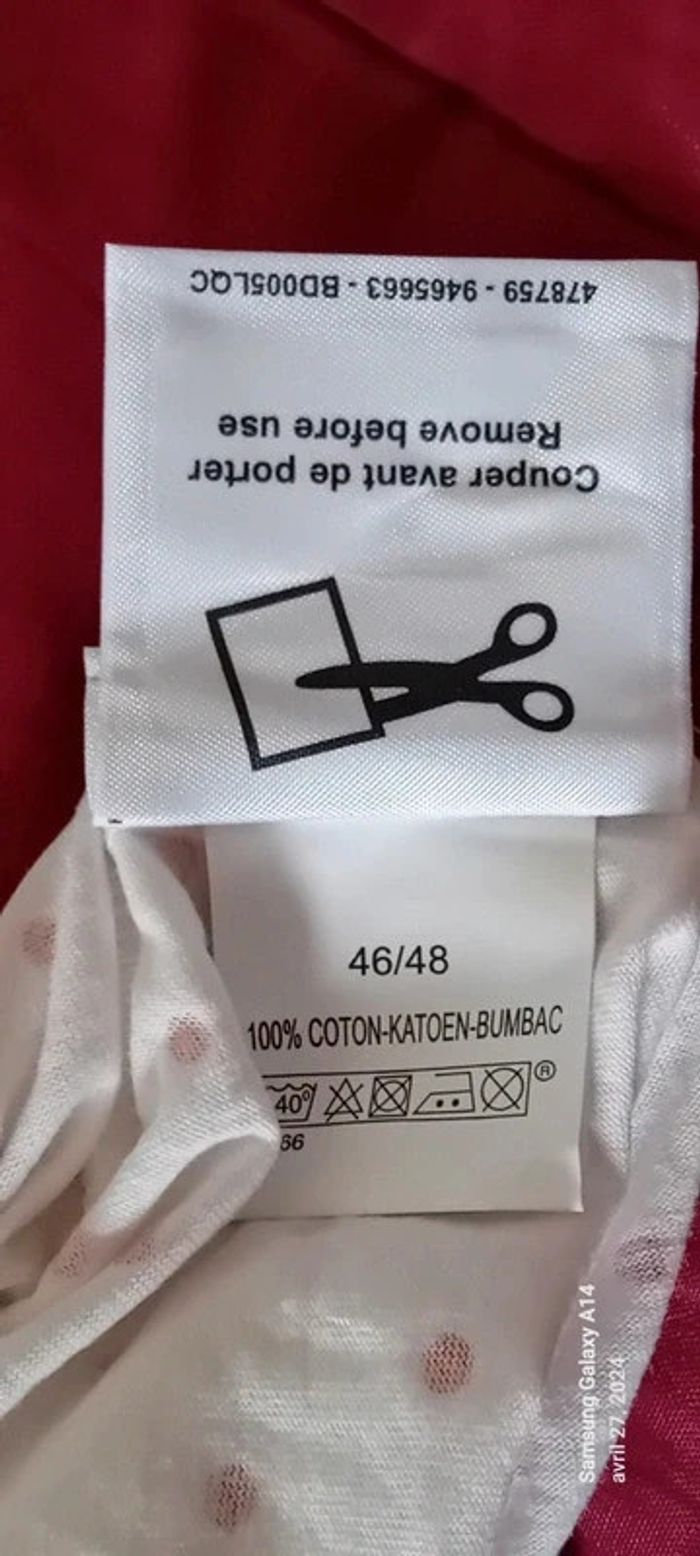 478759 - 9465663 - BD005LQC
Couper avant de porter
Remove before use
46/48
100% COTON-KATOEN-BUMBAC
40°
®
66
Samsung Galaxy A14
avril 27, 2024